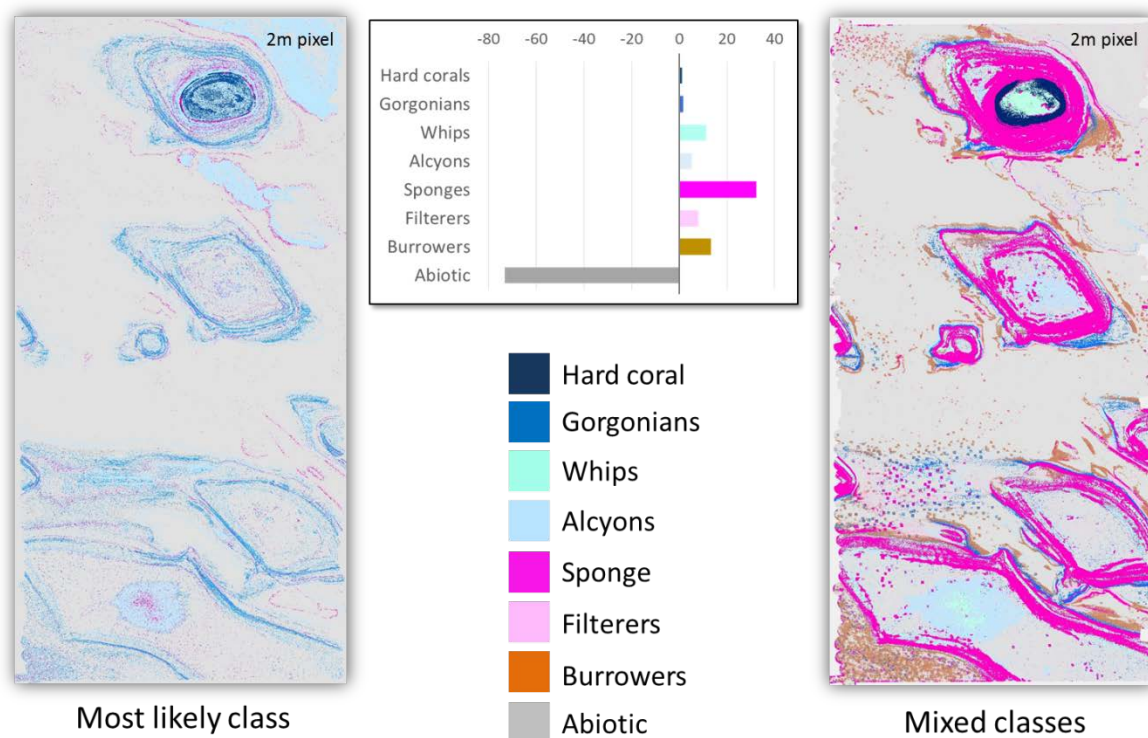 2m pixel
-80 -60 -40 -20 0 20 40
Hard corals
Gorgonians
Whips
Alcyons
Sponges
Filterers
Burrowers
Abiotic
2m pixel
Hard coral
Gorgonians
Whips
Alcyons
Sponge
Filterers
Burrowers
Abiotic
Most likely class
Mixed classes